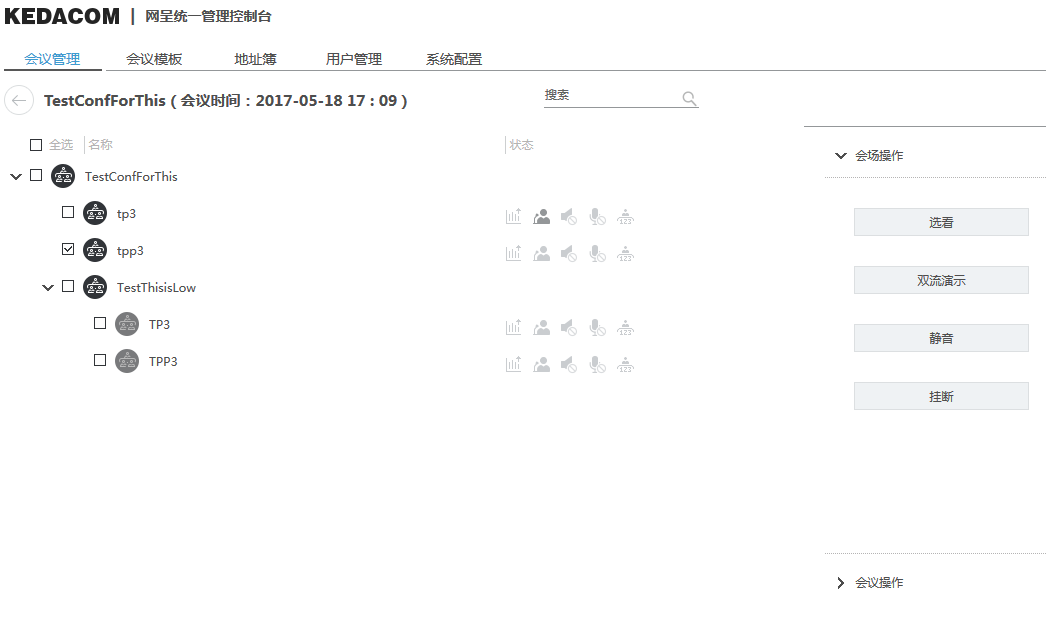 KEDACOM | 网呈统一管理控制台
会议管理 会议模板 地址簿 用户管理 系统配置
TestConfForThis ( 会议时间：2017-05-18 17：09 ) 搜索
全选 名称 状态
会场操作
TestConfForThis
tp3
选看
tpp3
双流演示
TestThisisLow
TP3
静音
TPP3
挂断
会议操作